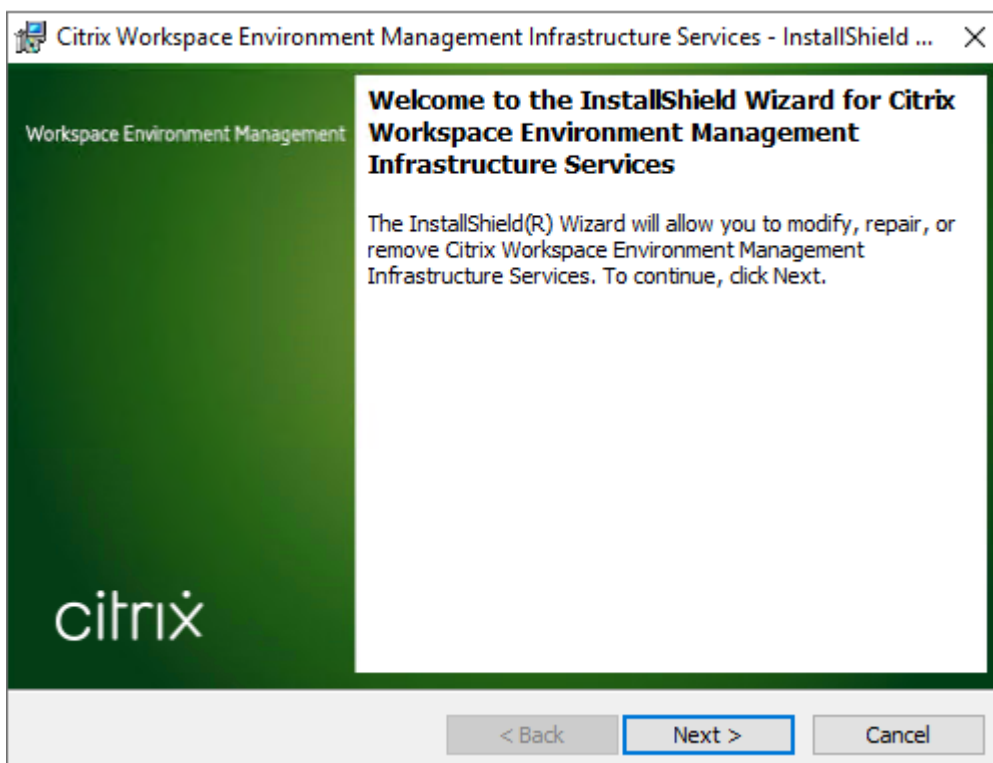 Citrix Workspace Environment Management Infrastructure Services - InstallShield ...
Workspace Environment Management
Welcome to the InstallShield Wizard for Citrix
Workspace Environment Management
Infrastructure Services
The InstallShield(R) Wizard will allow you to modify, repair, or
remove Citrix Workspace Environment Management
Infrastructure Services. To continue, click Next.
citrix
< Back
Next >
Cancel